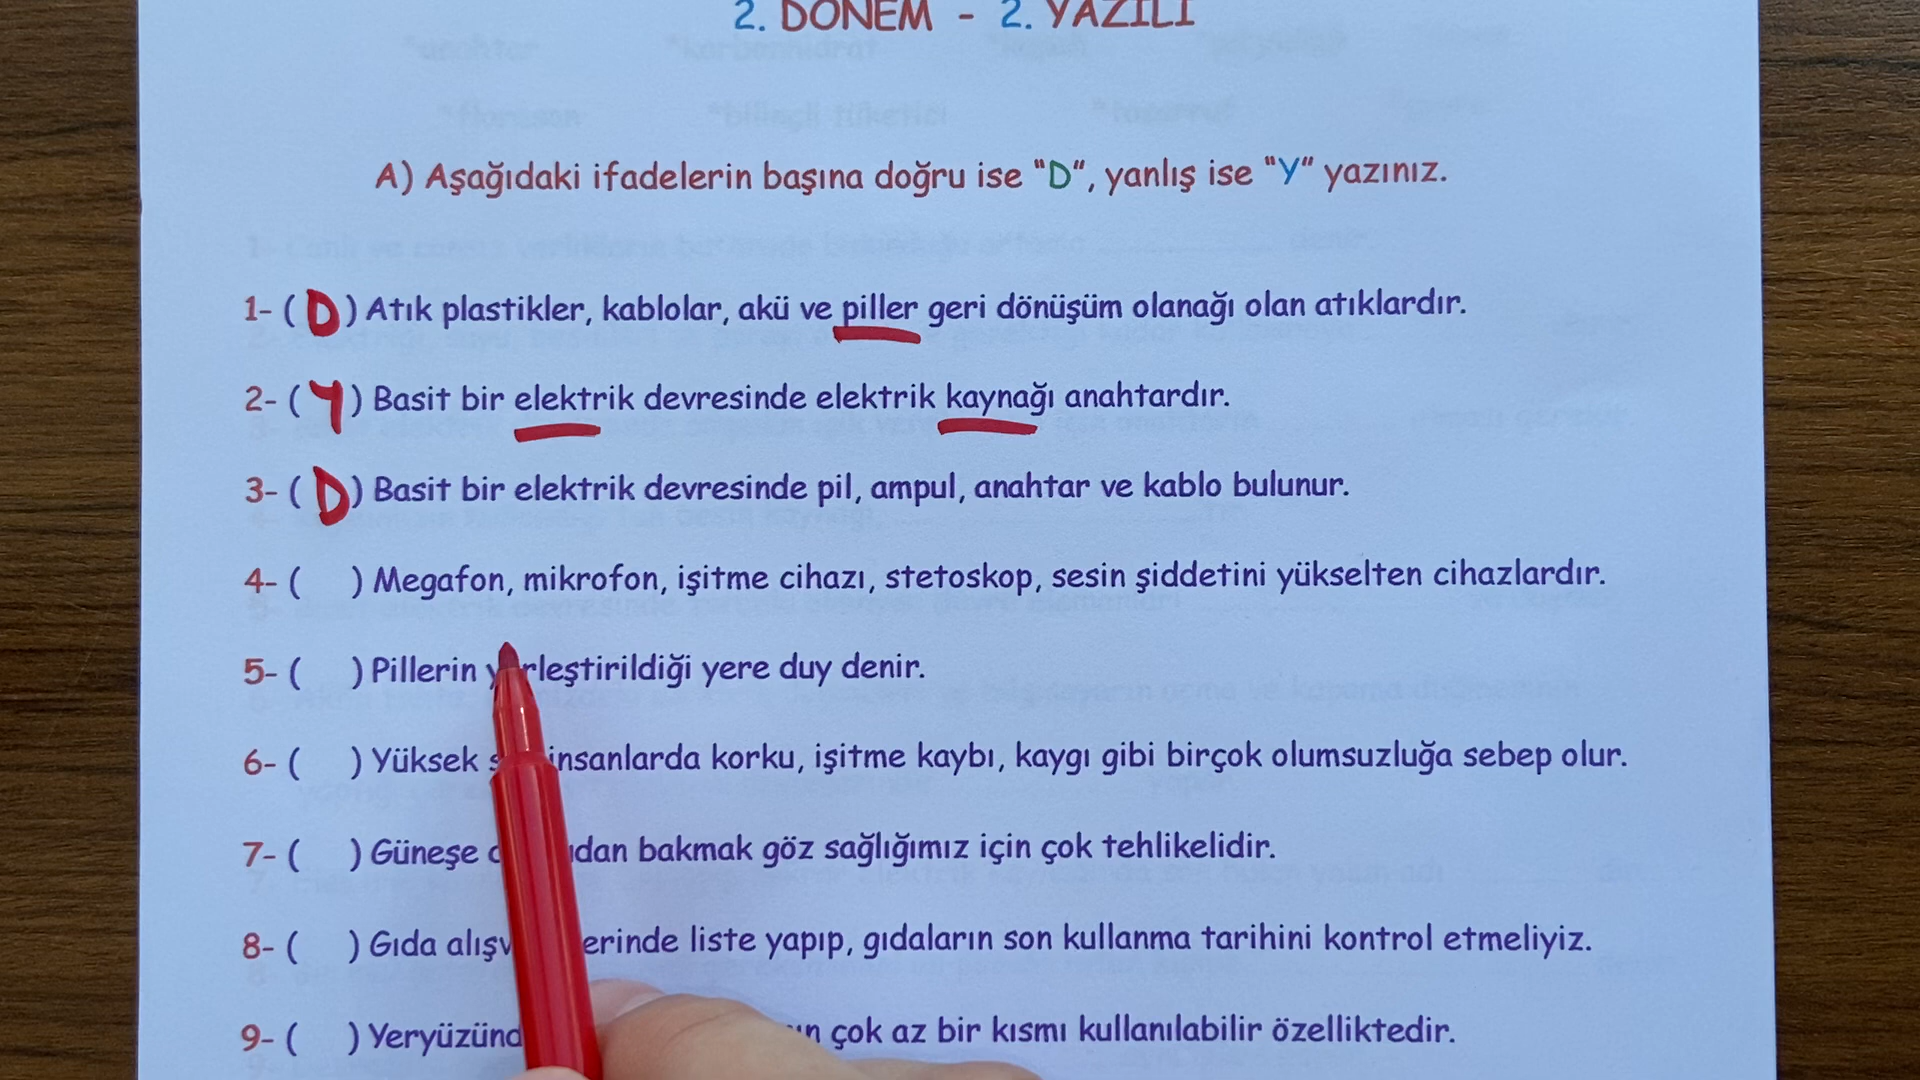 2. DÖNEM - 2. YAZILI
A) Aşağıdaki ifadelerin başına doğru ise "D", yanlış ise "Y" yazınız.
1- ( D ) Atık plastikler, kablolar, akü ve piller geri dönüşüm olanağı olan atıklardır.
2- ( Y ) Basit bir elektrik devresinde elektrik kaynağı anahtardır.
3- ( D ) Basit bir elektrik devresinde pil, ampul, anahtar ve kablo bulunur.
4- ( ) Megafon, mikrofon, işitme cihazı, stetoskop, sesin şiddetini yükselten cihazlardır.
5- ( ) Pillerin yerleştirildiği yere duy denir.
6- ( ) Yüksek insanlarda korku, işitme kaybı, kaygı gibi birçok olumsuzluğa sebep olur.
7- ( ) Güneşe bakmak göz sağlığımız için çok tehlikelidir.
8- ( ) Gıda liste yapıp, gıdaların son kullanma tarihini kontrol etmeliyiz.
9- ( ) çok az bir kısmı kullanılabilir özelliktedir.